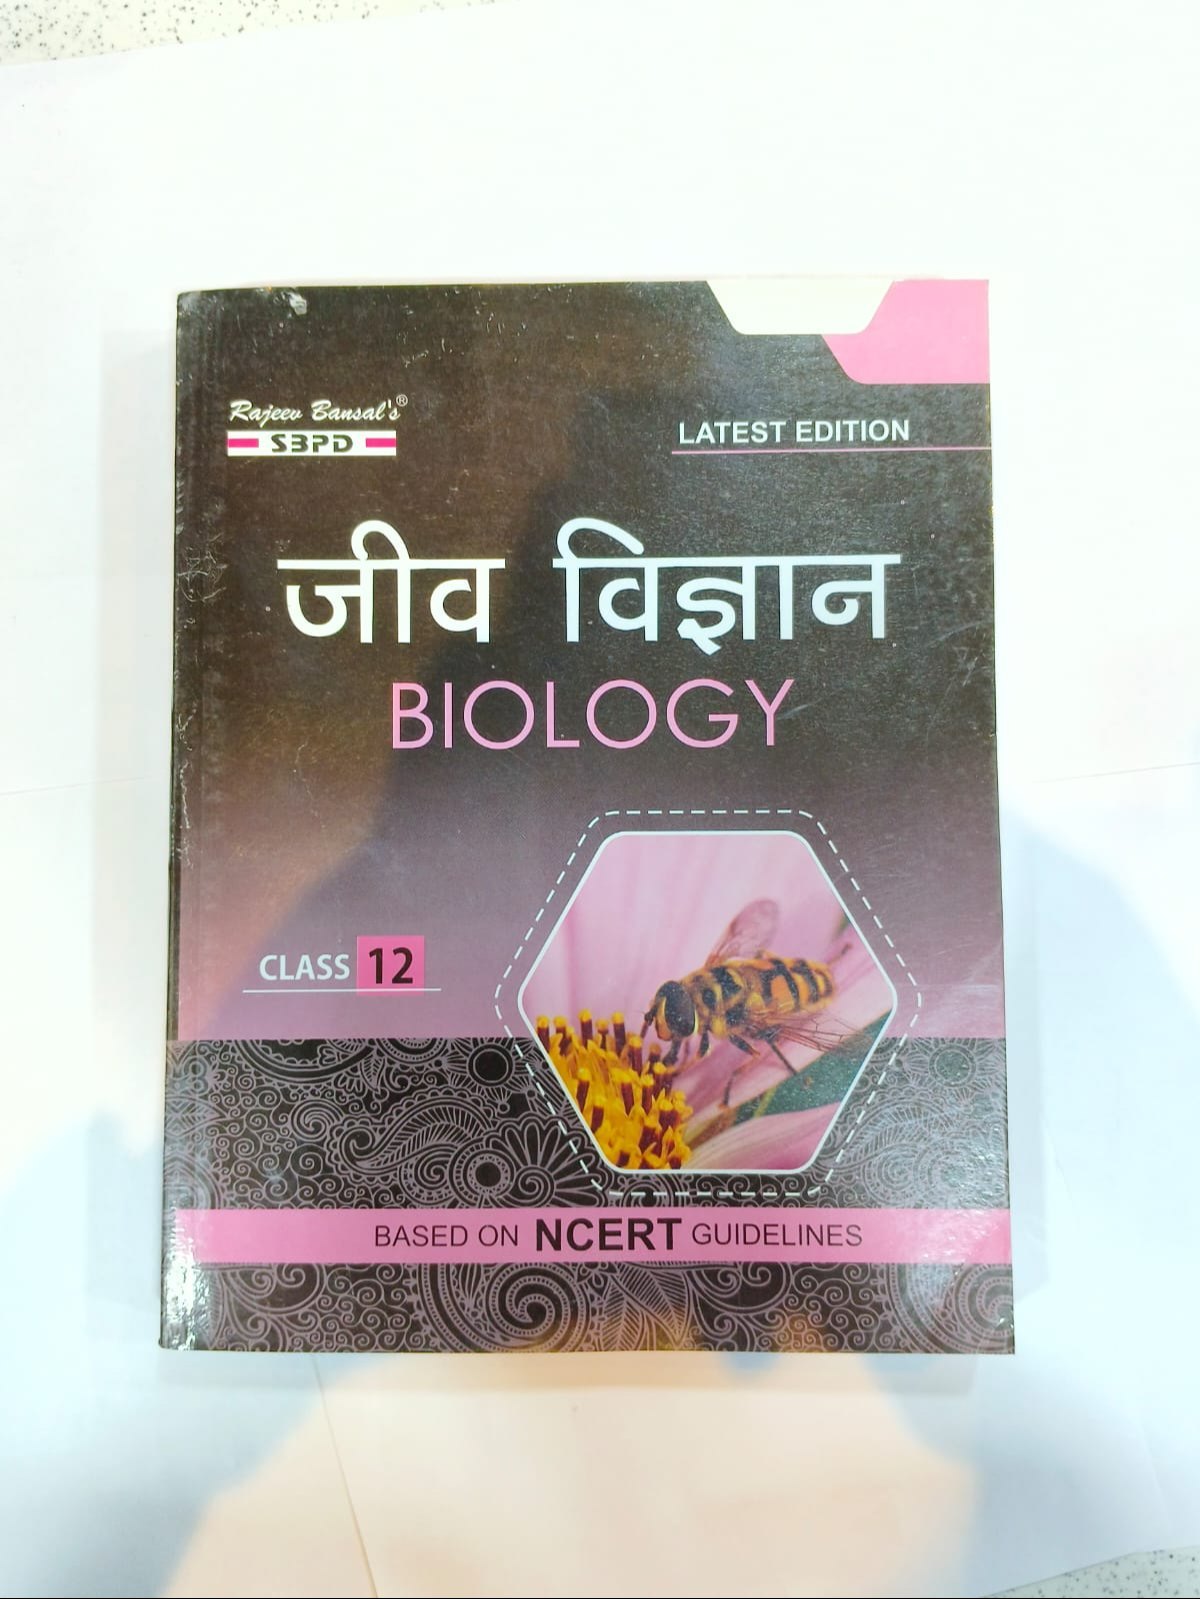 Rajeev Bansal's®
SBPD
LATEST EDITION
जीव विज्ञान
BIOLOGY
CLASS 12
BASED ON NCERT GUIDELINES